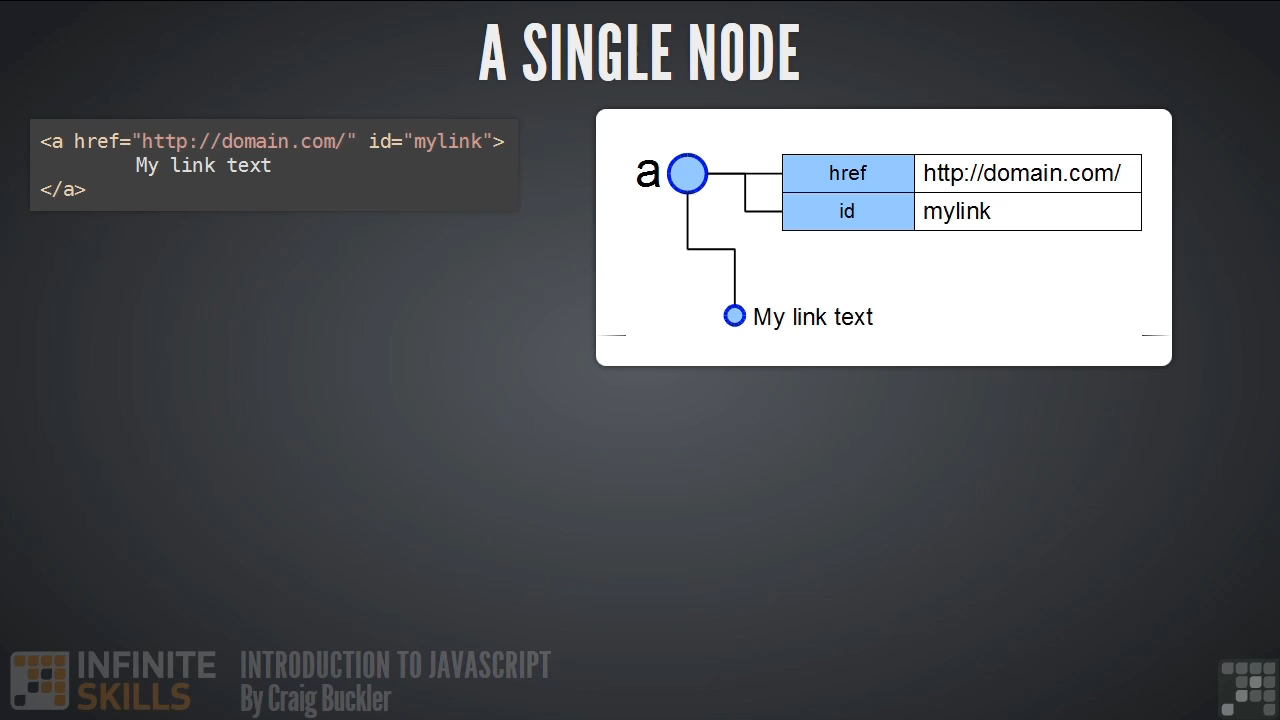 A SINGLE NODE
<a href="http://domain.com/" id="mylink">
My link text
</a>
a
href http://domain.com/
id mylink
My link text
INFINITE SKILLS
INTRODUCTION TO JAVASCRIPT
By Craig Buckler